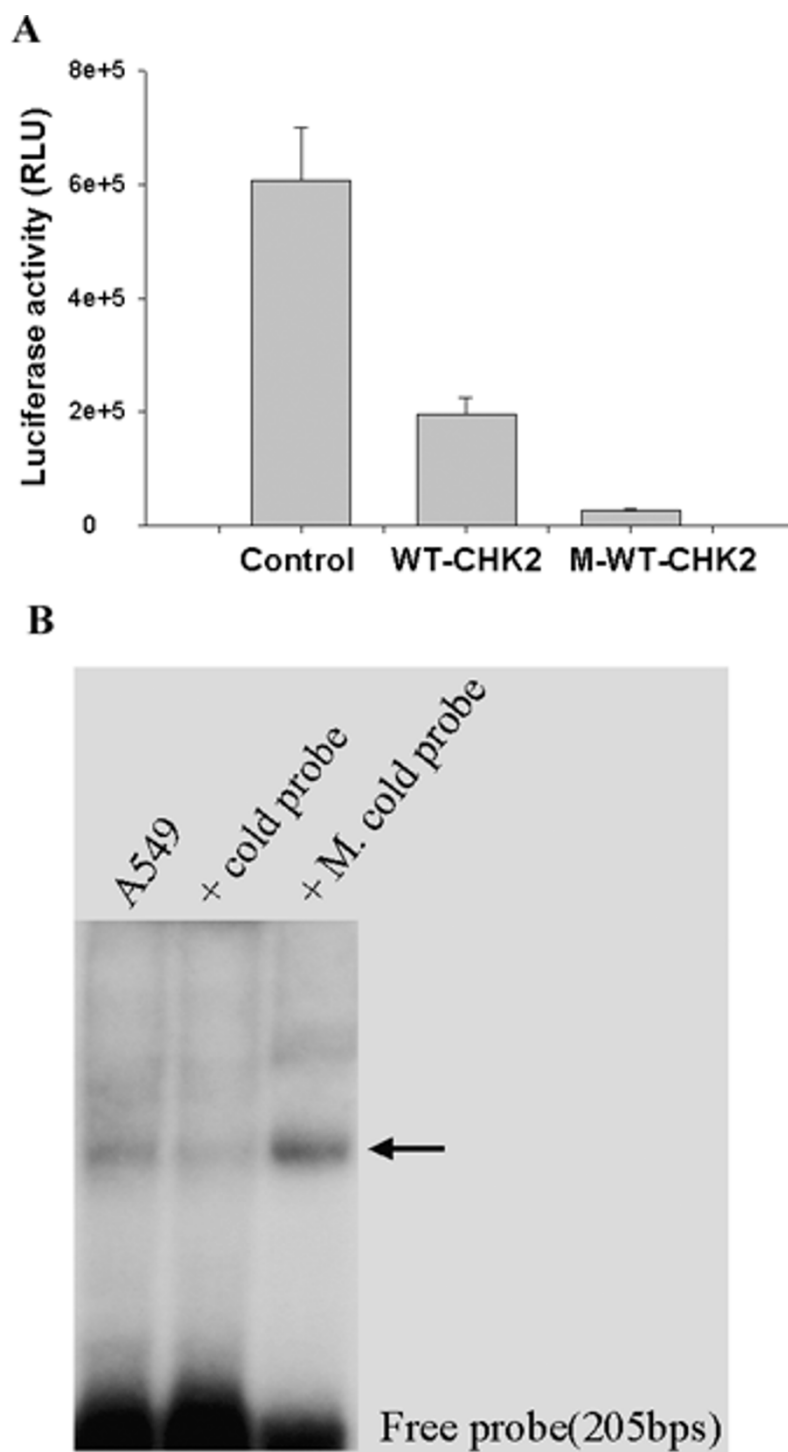 A
Luciferase activity (RLU)
8e+5
6e+5
4e+5
2e+5
0
Control
WT-CHK2
M-WT-CHK2
B
A549
+ cold probe
+ M. cold probe
Free probe(205bps)